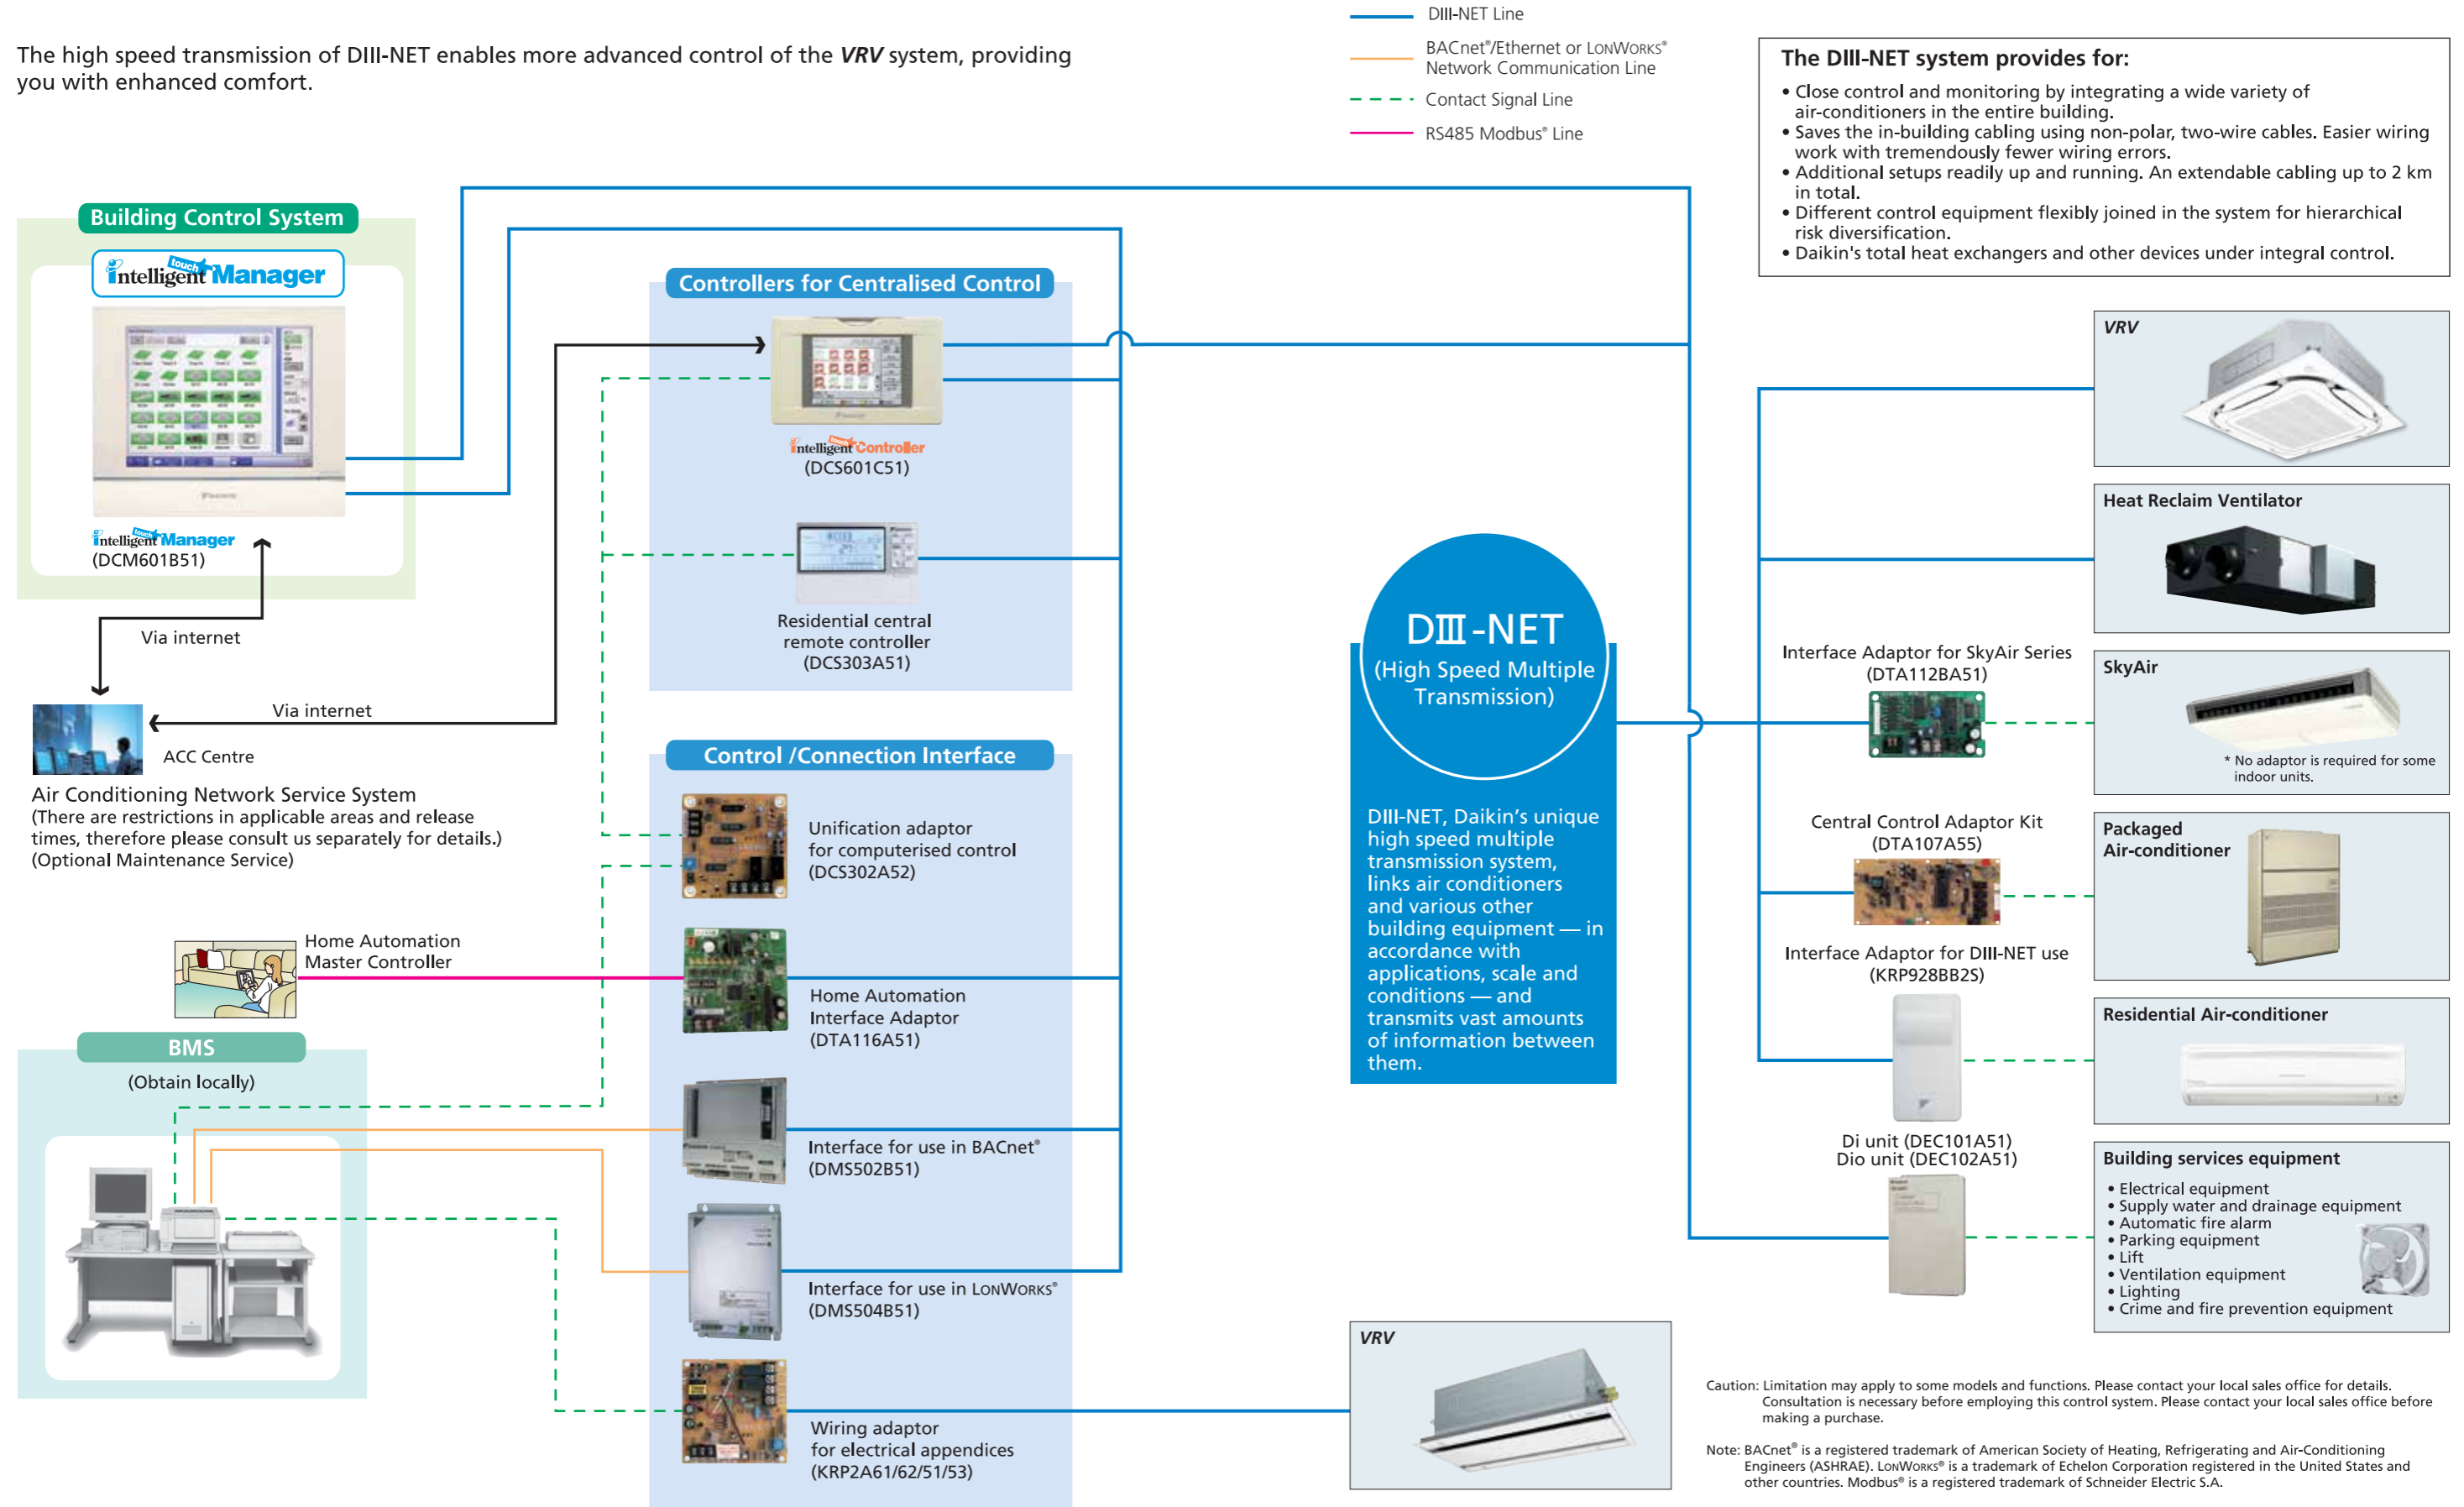 The high speed transmission of DIII-NET enables more advanced control of the VRV system, providing
you with enhanced comfort.
DIII-NET Line
BACnet®/Ethernet or LONWORKS®
Network Communication Line
Contact Signal Line
RS485 Modbus® Line
The DIII-NET system provides for:
• Close control and monitoring by integrating a wide variety of
air-conditioners in the entire building.
• Saves the in-building cabling using non-polar, two-wire cables. Easier wiring
work with tremendously fewer wiring errors.
• Additional setups readily up and running. An extendable cabling up to 2 km
in total.
• Different control equipment flexibly joined in the system for hierarchical
risk diversification.
• Daikin's total heat exchangers and other devices under integral control.
Building Control System
intelligent touch Manager
intelligent touch Manager
(DCM601B51)
Via internet
Via internet
ACC Centre
Air Conditioning Network Service System
(There are restrictions in applicable areas and release
times, therefore please consult us separately for details.)
(Optional Maintenance Service)
Home Automation
Master Controller
BMS
(Obtain locally)
Controllers for Centralised Control
intelligent touch Controller
(DCS601C51)
Residential central
remote controller
(DCS303A51)
Control /Connection Interface
Unification adaptor
for computerised control
(DCS302A52)
Home Automation
Interface Adaptor
(DTA116A51)
Interface for use in BACnet®
(DMS502B51)
Interface for use in LONWORKS®
(DMS504B51)
Wiring adaptor
for electrical appendices
(KRP2A61/62/51/53)
DIII-NET
(High Speed Multiple
Transmission)
DIII-NET, Daikin's unique
high speed multiple
transmission system,
links air conditioners
and various other
building equipment — in
accordance with
applications, scale and
conditions — and
transmits vast amounts
of information between
them.
VRV
VRV
Heat Reclaim Ventilator
Interface Adaptor for SkyAir Series
(DTA112BA51)
SkyAir
* No adaptor is required for some
indoor units.
Central Control Adaptor Kit
(DTA107A55)
Packaged
Air-conditioner
Interface Adaptor for DIII-NET use
(KRP928BB2S)
Residential Air-conditioner
Di unit (DEC101A51)
Dio unit (DEC102A51)
Building services equipment
• Electrical equipment
• Supply water and drainage equipment
• Automatic fire alarm
• Parking equipment
• Lift
• Ventilation equipment
• Lighting
• Crime and fire prevention equipment
Caution: Limitation may apply to some models and functions. Please contact your local sales office for details.
Consultation is necessary before employing this control system. Please contact your local sales office before
making a purchase.
Note: BACnet® is a registered trademark of American Society of Heating, Refrigerating and Air-Conditioning
Engineers (ASHRAE). LONWORKS® is a trademark of Echelon Corporation registered in the United States and
other countries. Modbus® is a registered trademark of Schneider Electric S.A.